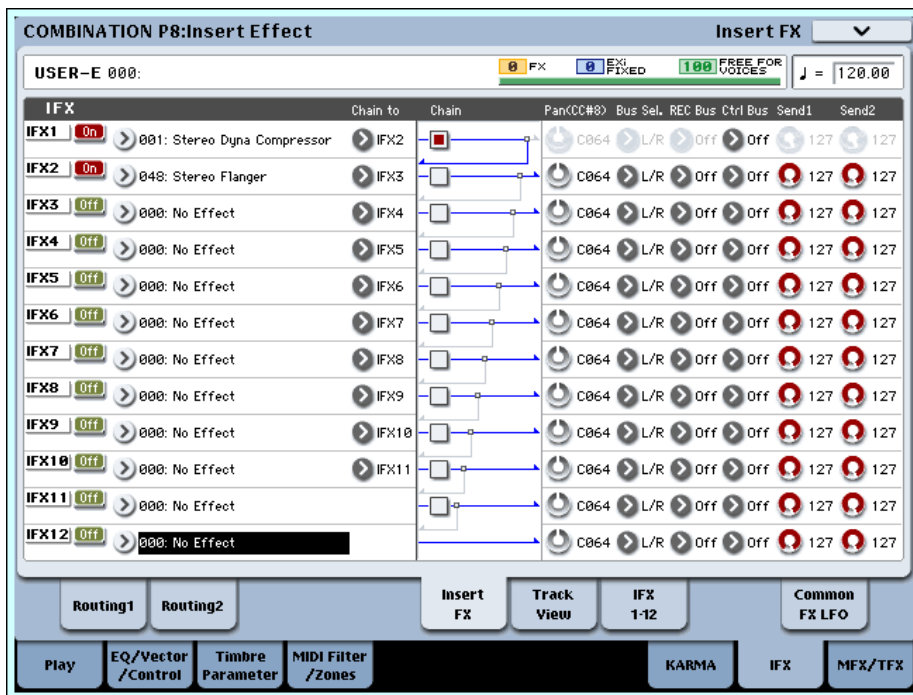 COMBINATION P8:Insert Effect Insert FX
USER-E 000: 0 FX 0 EXi FIXED 100 FREE FOR VOICES ♩ = 120.00
IFX Chain to Chain Pan(CC#8) Bus Sel. REC Bus Ctrl Bus Send1 Send2
IFX1 On 001: Stereo Dyna Compressor IFX2 C064 L/R Off Off 127 127
IFX2 On 048: Stereo Flanger IFX3 C064 L/R Off Off 127 127
IFX3 Off 000: No Effect IFX4 C064 L/R Off Off 127 127
IFX4 Off 000: No Effect IFX5 C064 L/R Off Off 127 127
IFX5 Off 000: No Effect IFX6 C064 L/R Off Off 127 127
IFX6 Off 000: No Effect IFX7 C064 L/R Off Off 127 127
IFX7 Off 000: No Effect IFX8 C064 L/R Off Off 127 127
IFX8 Off 000: No Effect IFX9 C064 L/R Off Off 127 127
IFX9 Off 000: No Effect IFX10 C064 L/R Off Off 127 127
IFX10 Off 000: No Effect IFX11 C064 L/R Off Off 127 127
IFX11 Off 000: No Effect C064 L/R Off Off 127 127
IFX12 Off 000: No Effect C064 L/R Off Off 127 127
Routing1 Routing2 Insert FX Track View IFX 1-12 Common FX LFO
Play EQ/Vector /Control Timbre Parameter MIDI Filter /Zones KARMA IFX MFX/TFX